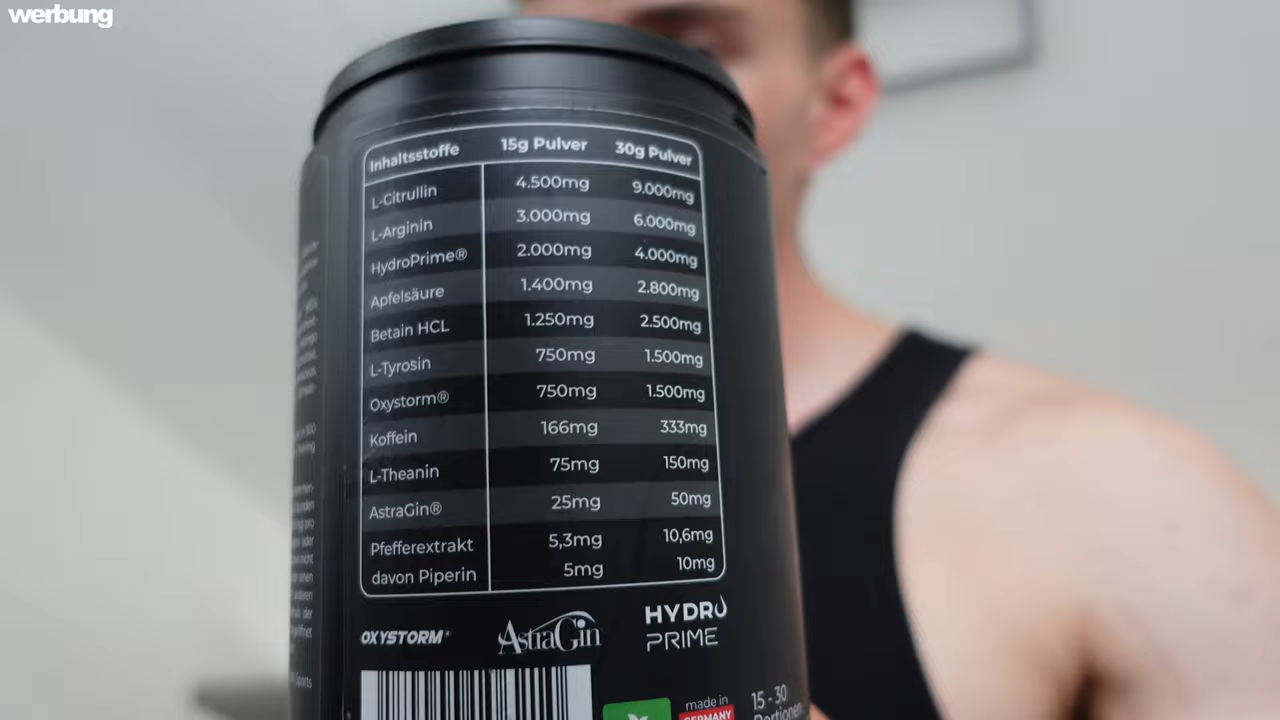 werbung
Inhaltsstoffe 15g Pulver 30g Pulver
L-Citrullin 4.500mg 9.000mg
L-Arginin 3.000mg 6.000mg
HydroPrime® 2.000mg 4.000mg
Apfelsäure 1.400mg 2.800mg
Betain HCL 1.250mg 2.500mg
L-Tyrosin 750mg 1.500mg
Oxystorm® 750mg 1.500mg
Koffein 166mg 333mg
L-Theanin 75mg 150mg
AstraGin® 25mg 50mg
Pfefferextrakt 5,3mg 10,6mg
davon Piperin 5mg 10mg
OXYSTORM® AstraGin HYDRO
PRIME
made in
GERMANY
15 - 30
Portionen